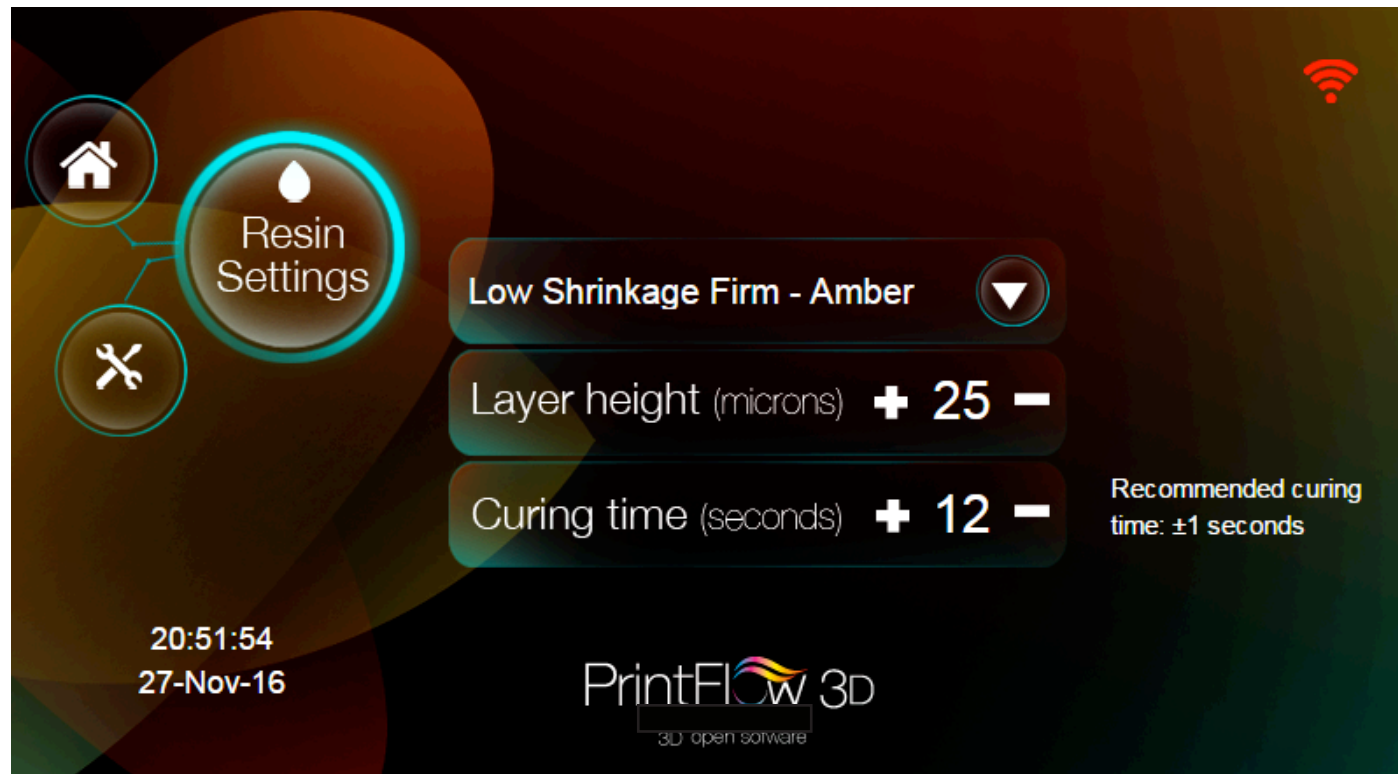 Resin
Settings
Low Shrinkage Firm - Amber
Layer height (microns) + 25 −
Curing time (seconds) + 12 −
Recommended curing
time: ±1 seconds
20:51:54
27-Nov-16
PrintFlow 3D
3D open sofware